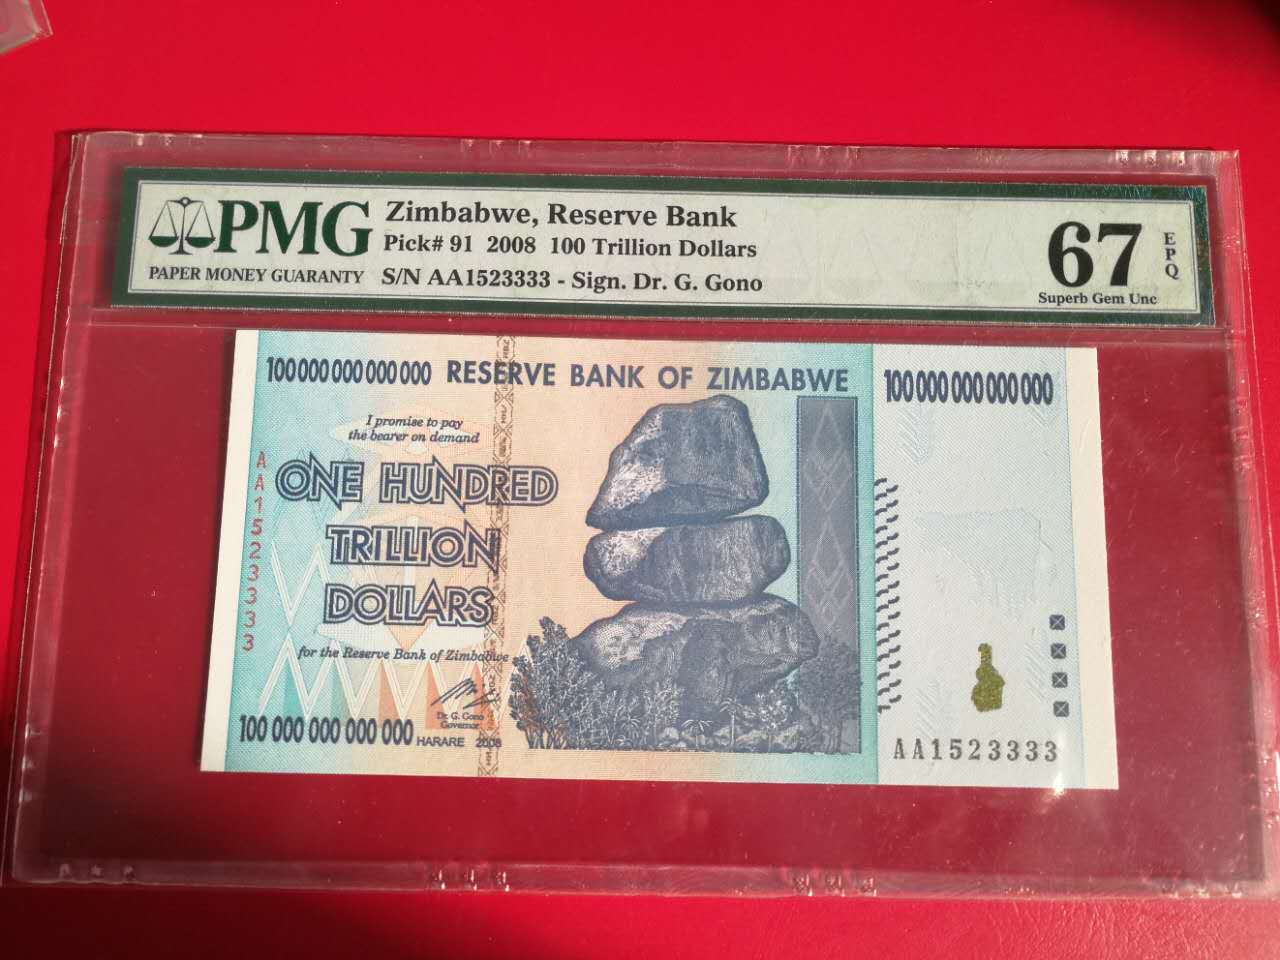 PMG
PAPER MONEY GUARANTY
Zimbabwe, Reserve Bank
Pick# 91 2008 100 Trillion Dollars
S/N AA1523333 - Sign. Dr. G. Gono
67
EPQ
Superb Gem Unc
100 000 000 000 000 RESERVE BANK OF ZIMBABWE 100 000 000 000 000
I promise to pay
the bearer on demand
ONE HUNDRED
TRILLION
DOLLARS
for the Reserve Bank of Zimbabwe
Dr. G. Gono
Governor
100 000 000 000 000 HARARE 2008
AA1523333
AA1523333